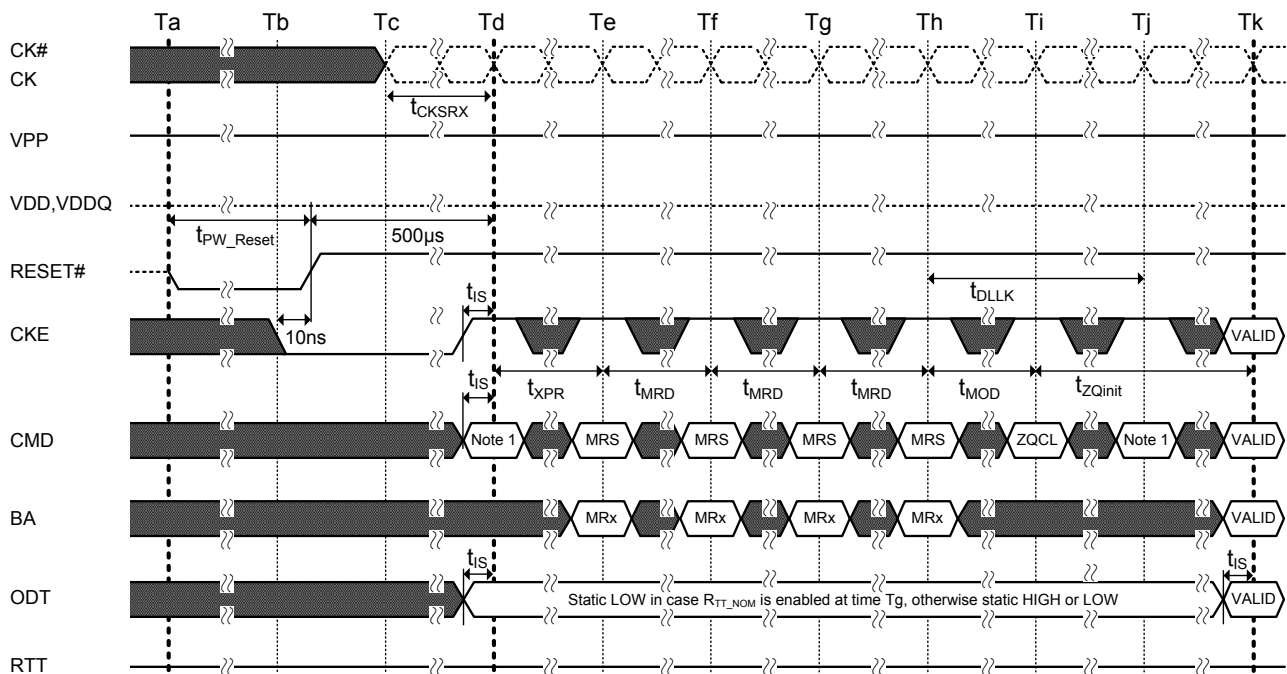 Ta Tb Tc Td Te Tf Tg Th Ti Tj Tk
CK#
CK
tCKSRX
VPP
VDD,VDDQ
tPW_Reset 500µs
RESET#
tIS tDLLK
CKE 10ns VALID
tIS tXPR tMRD tMRD tMRD tMOD tZQinit
CMD Note 1 MRS MRS MRS MRS ZQCL Note 1 VALID
BA MRx MRx MRx MRx VALID
tIS tIS
ODT Static LOW in case RTT_NOM is enabled at time Tg, otherwise static HIGH or LOW VALID
RTT